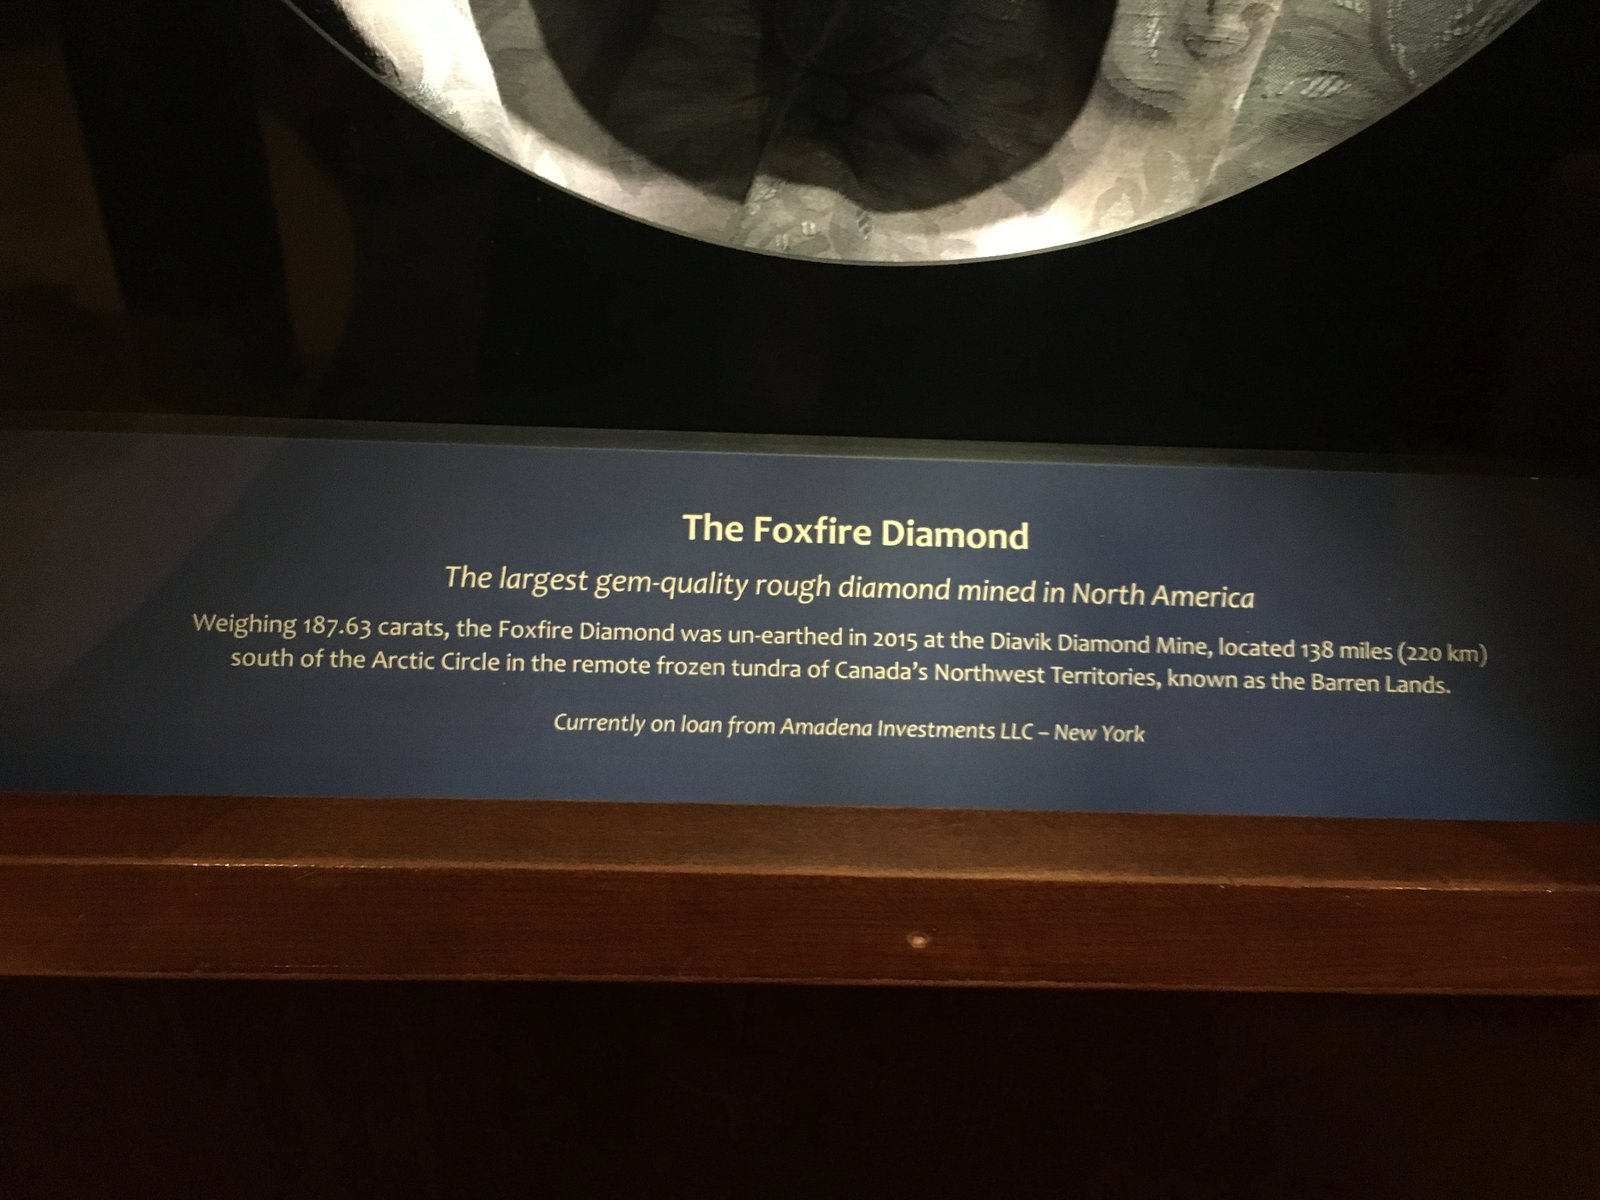 The Foxfire Diamond
The largest gem-quality rough diamond mined in North America
Weighing 187.63 carats, the Foxfire Diamond was un-earthed in 2015 at the Diavik Diamond Mine, located 138 miles (220 km)
south of the Arctic Circle in the remote frozen tundra of Canada's Northwest Territories, known as the Barren Lands.
Currently on loan from Amadena Investments LLC – New York